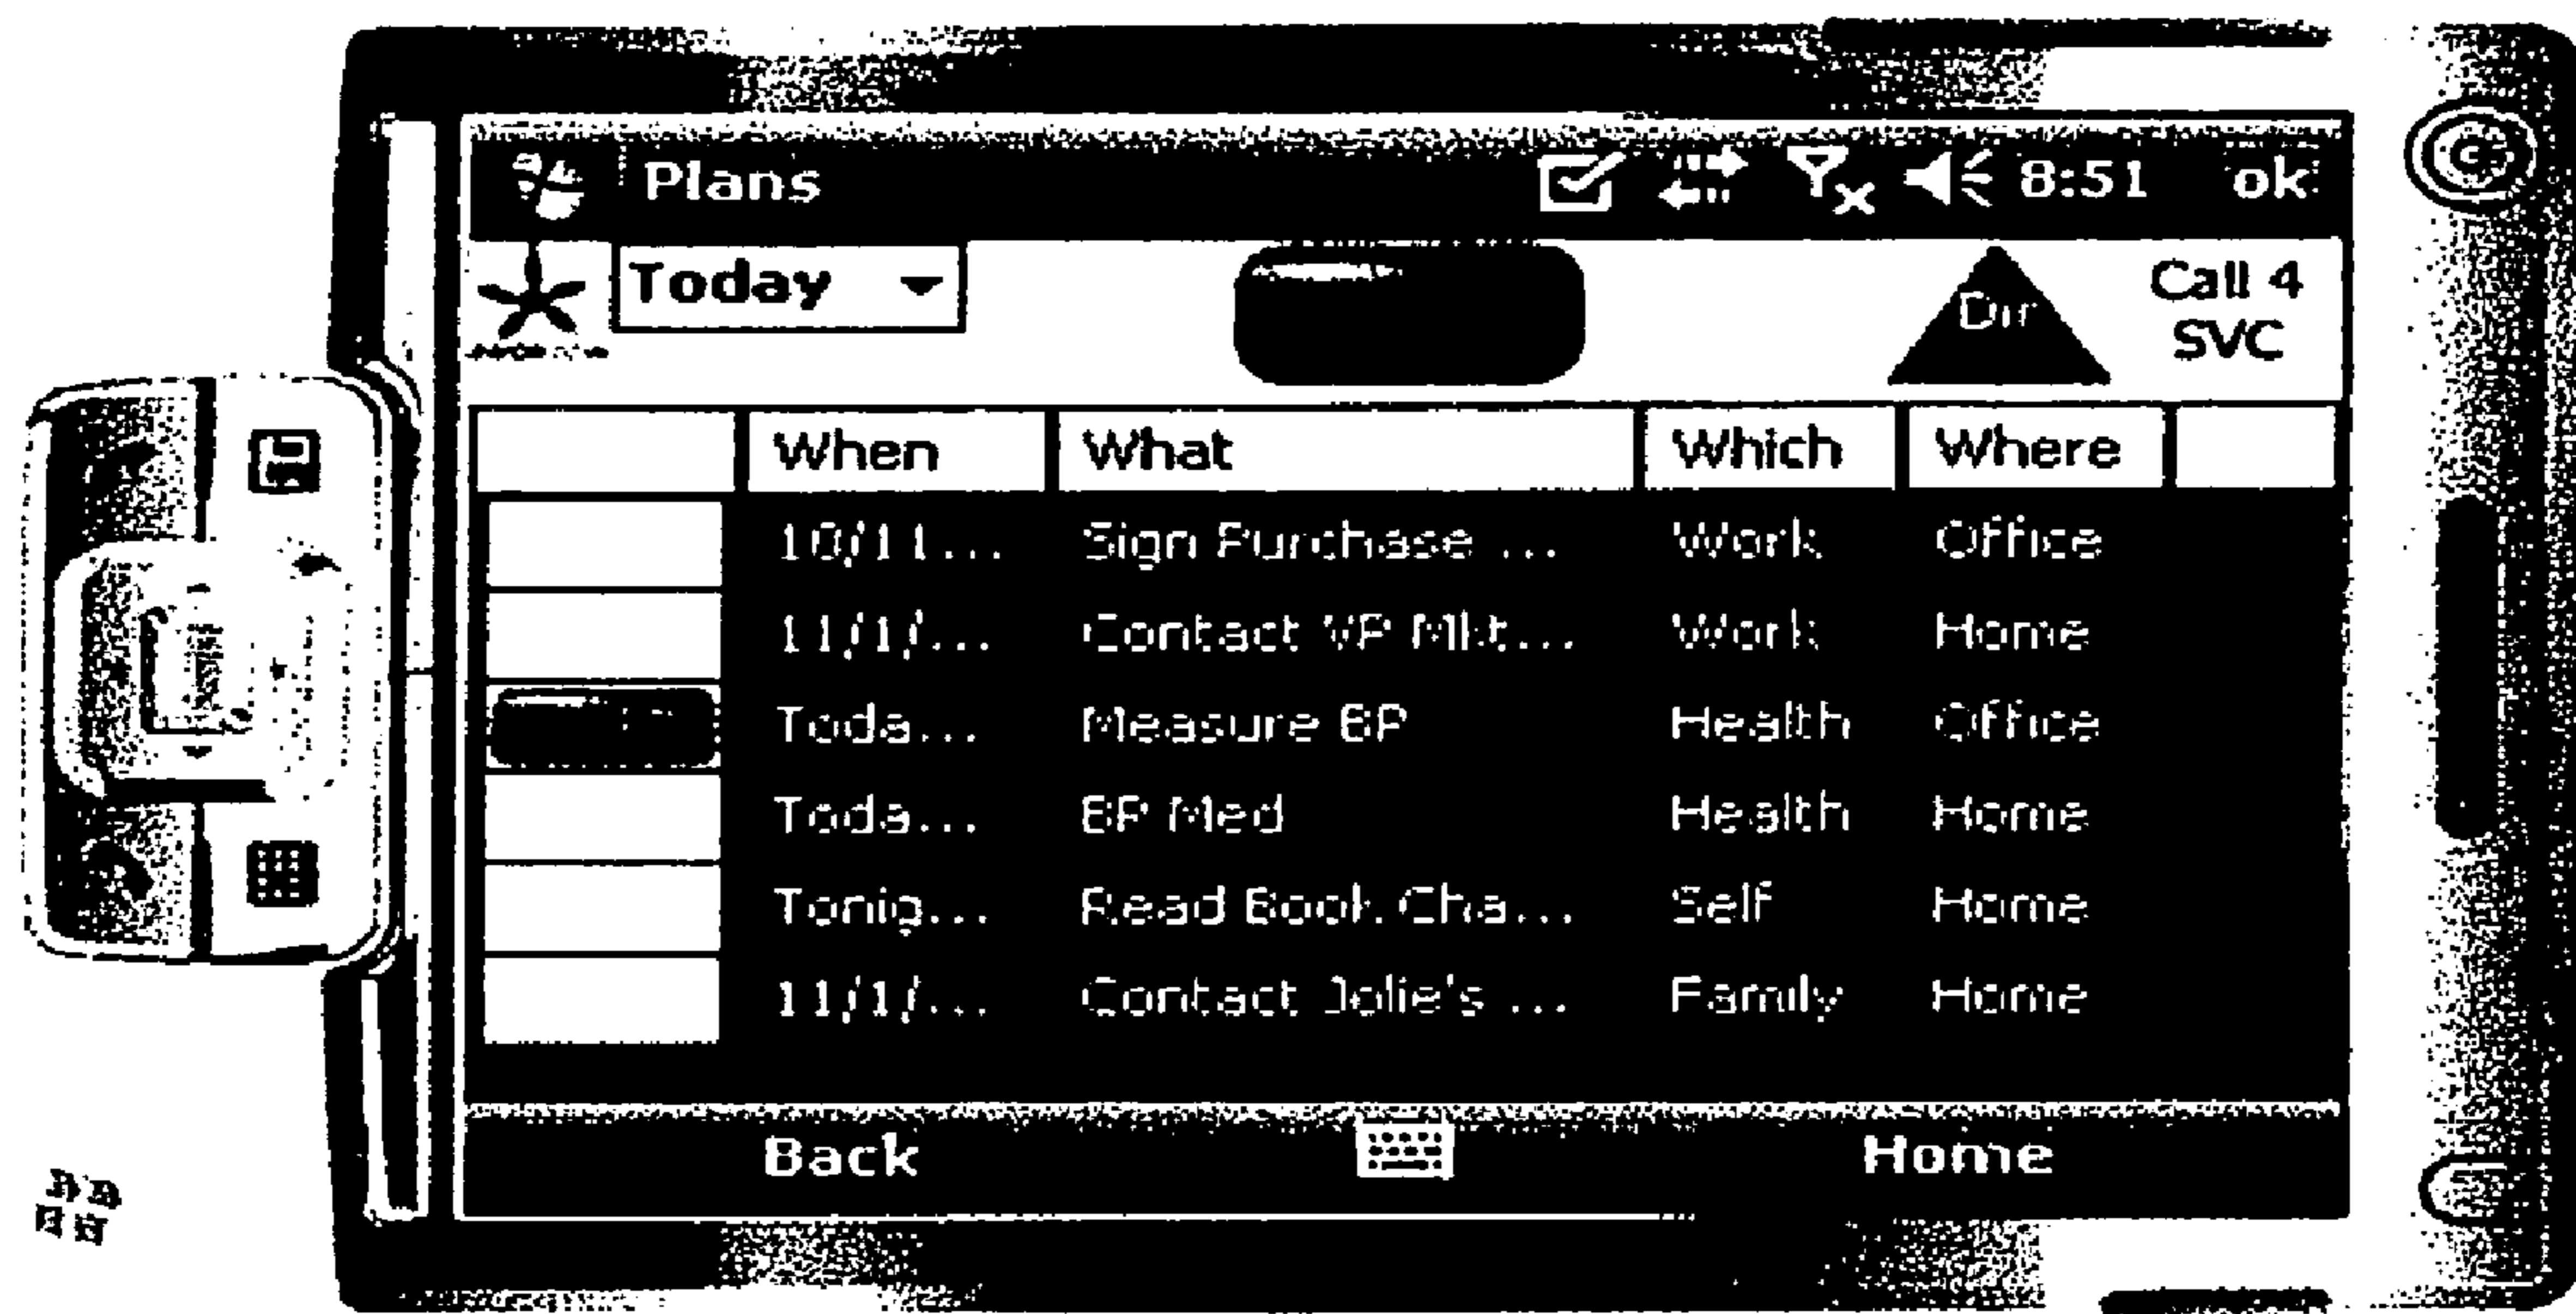 Plans 8:51 ok
Today
Dir
Call 4
SVC
When What Which Where
10/11... Sign Purchase ... Work Office
11/1/... Contact VP Mkt... Work Home
Toda... Measure BP Health Office
Toda... BP Med Health Home
Tonig... Read Book Cha... Self Home
11/1/... Contact Jolie's ... Family Home
Back Home